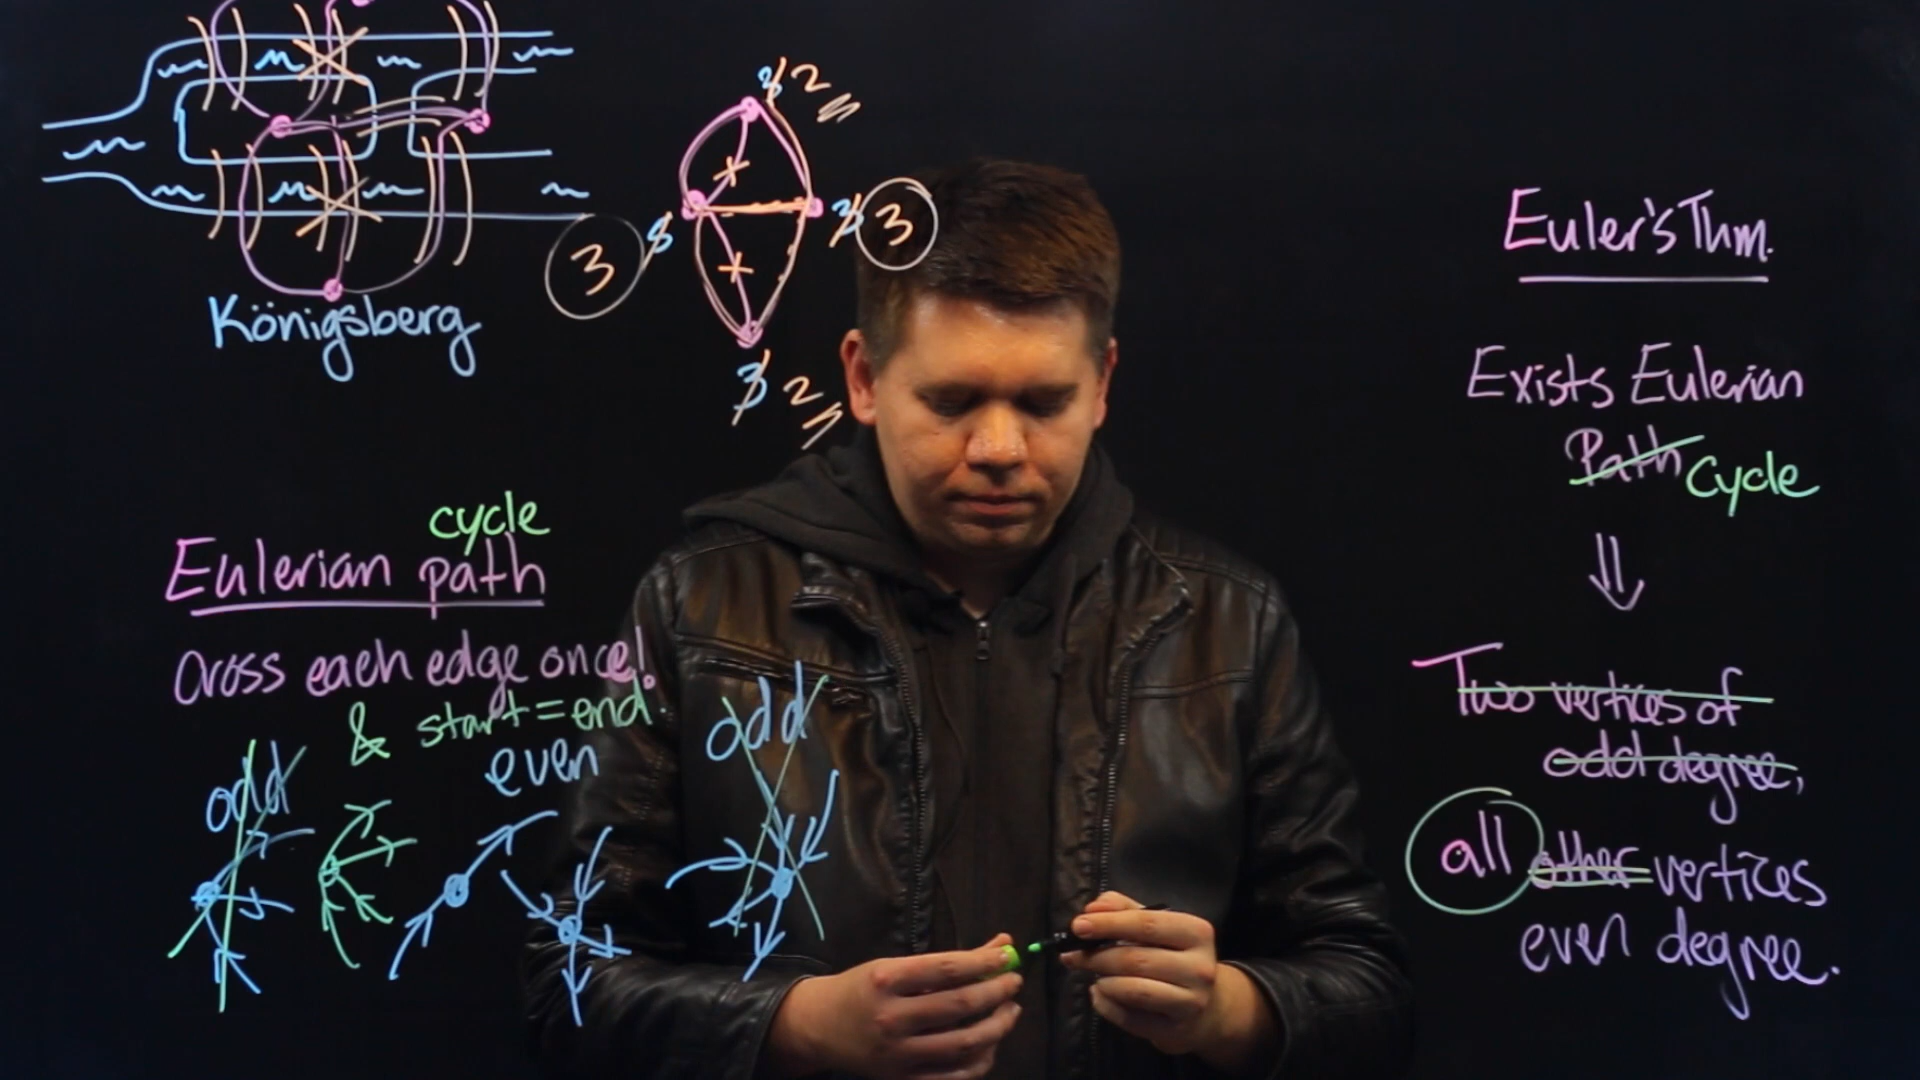 Königsberg
3 2
3 5
3 3
3 2
cycle
Eulerian path
cross each edge once!
& start = end.
odd
even
odd
Euler's Thm.
Exists Eulerian
Path Cycle
⇓
Two vertices of
odd degree,
all other vertices
even degree.